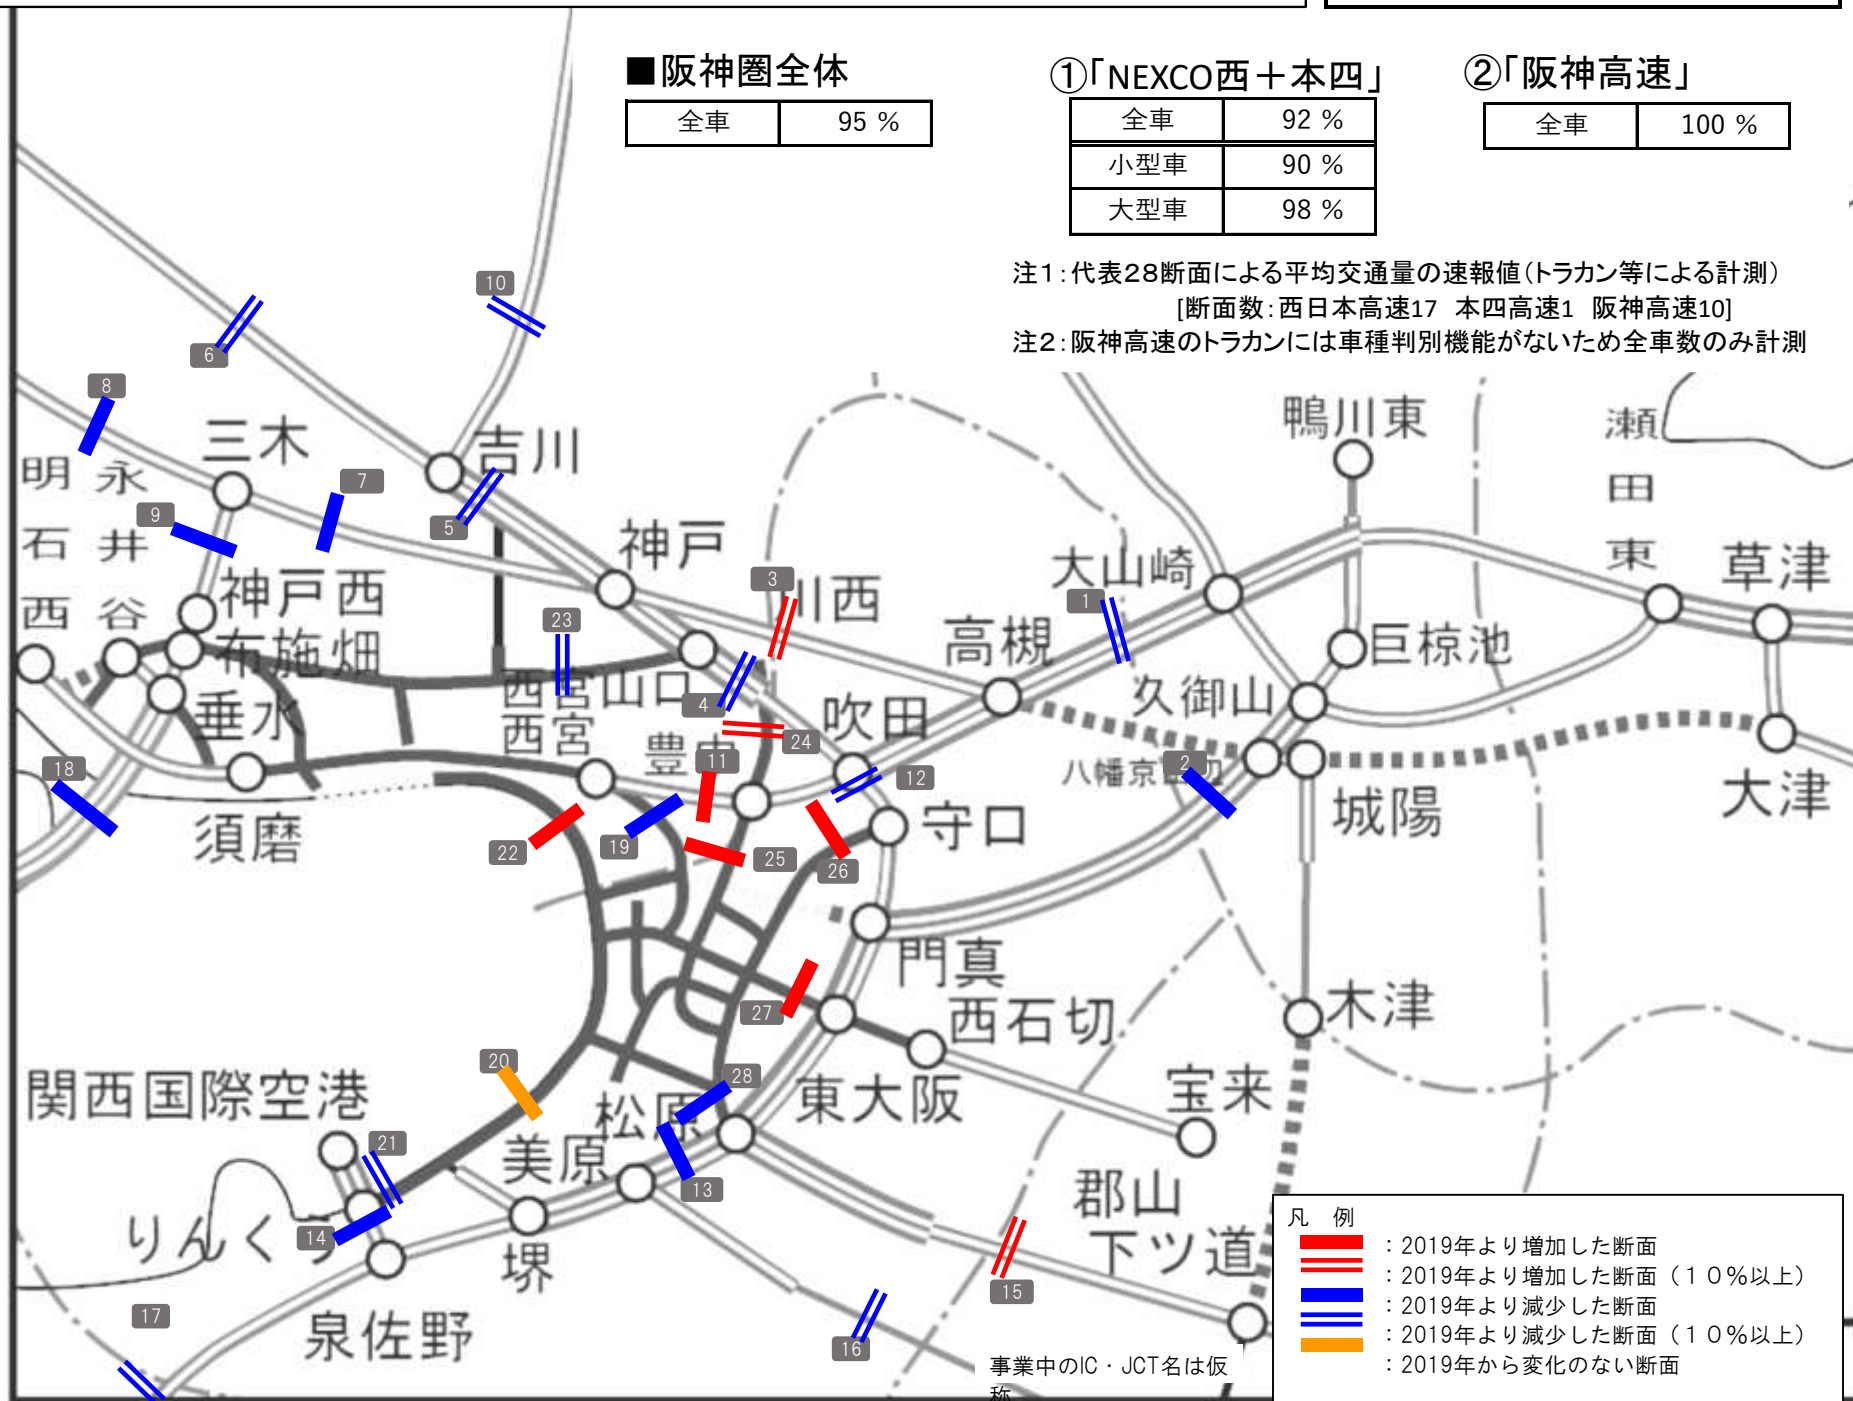 ■阪神圏全体
全車 95 %
①「NEXCO西＋本四」
全車 92 %
小型車 90 %
大型車 98 %
②「阪神高速」
全車 100 %
注1：代表28断面による平均交通量の速報値（トラカン等による計測）
[断面数：西日本高速17 本四高速1 阪神高速10]
注2：阪神高速のトラカンには車種判別機能がないため全車数のみ計測
10
6
8
三木
吉川
鴨川東
瀬田東
明石西
永井谷
7
9
5
神戸
3
川西
大山崎
1
草津
神戸西
布施畑
23
高槻
巨椋池
西宮山口
4
久御山
垂水
西宮
豊中
24
吹田
18
11
12
八幡京田辺
2
大津
須磨
22
19
25
26
守口
城陽
門真
27
西石切
木津
20
28
関西国際空港
松原
東大阪
宝来
21
美原
13
郡山
下ツ道
りんくう
14
堺
15
17
泉佐野
16
事業中のIC・JCT名は仮
称
凡 例
：2019年より増加した断面
：2019年より増加した断面（１０％以上）
：2019年より減少した断面
：2019年より減少した断面（１０％以上）
：2019年から変化のない断面